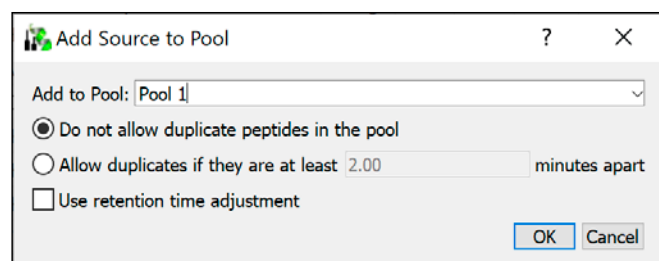 Add Source to Pool ?
Add to Pool: Pool 1
Do not allow duplicate peptides in the pool
Allow duplicates if they are at least 2.00 minutes apart
Use retention time adjustment
OK Cancel